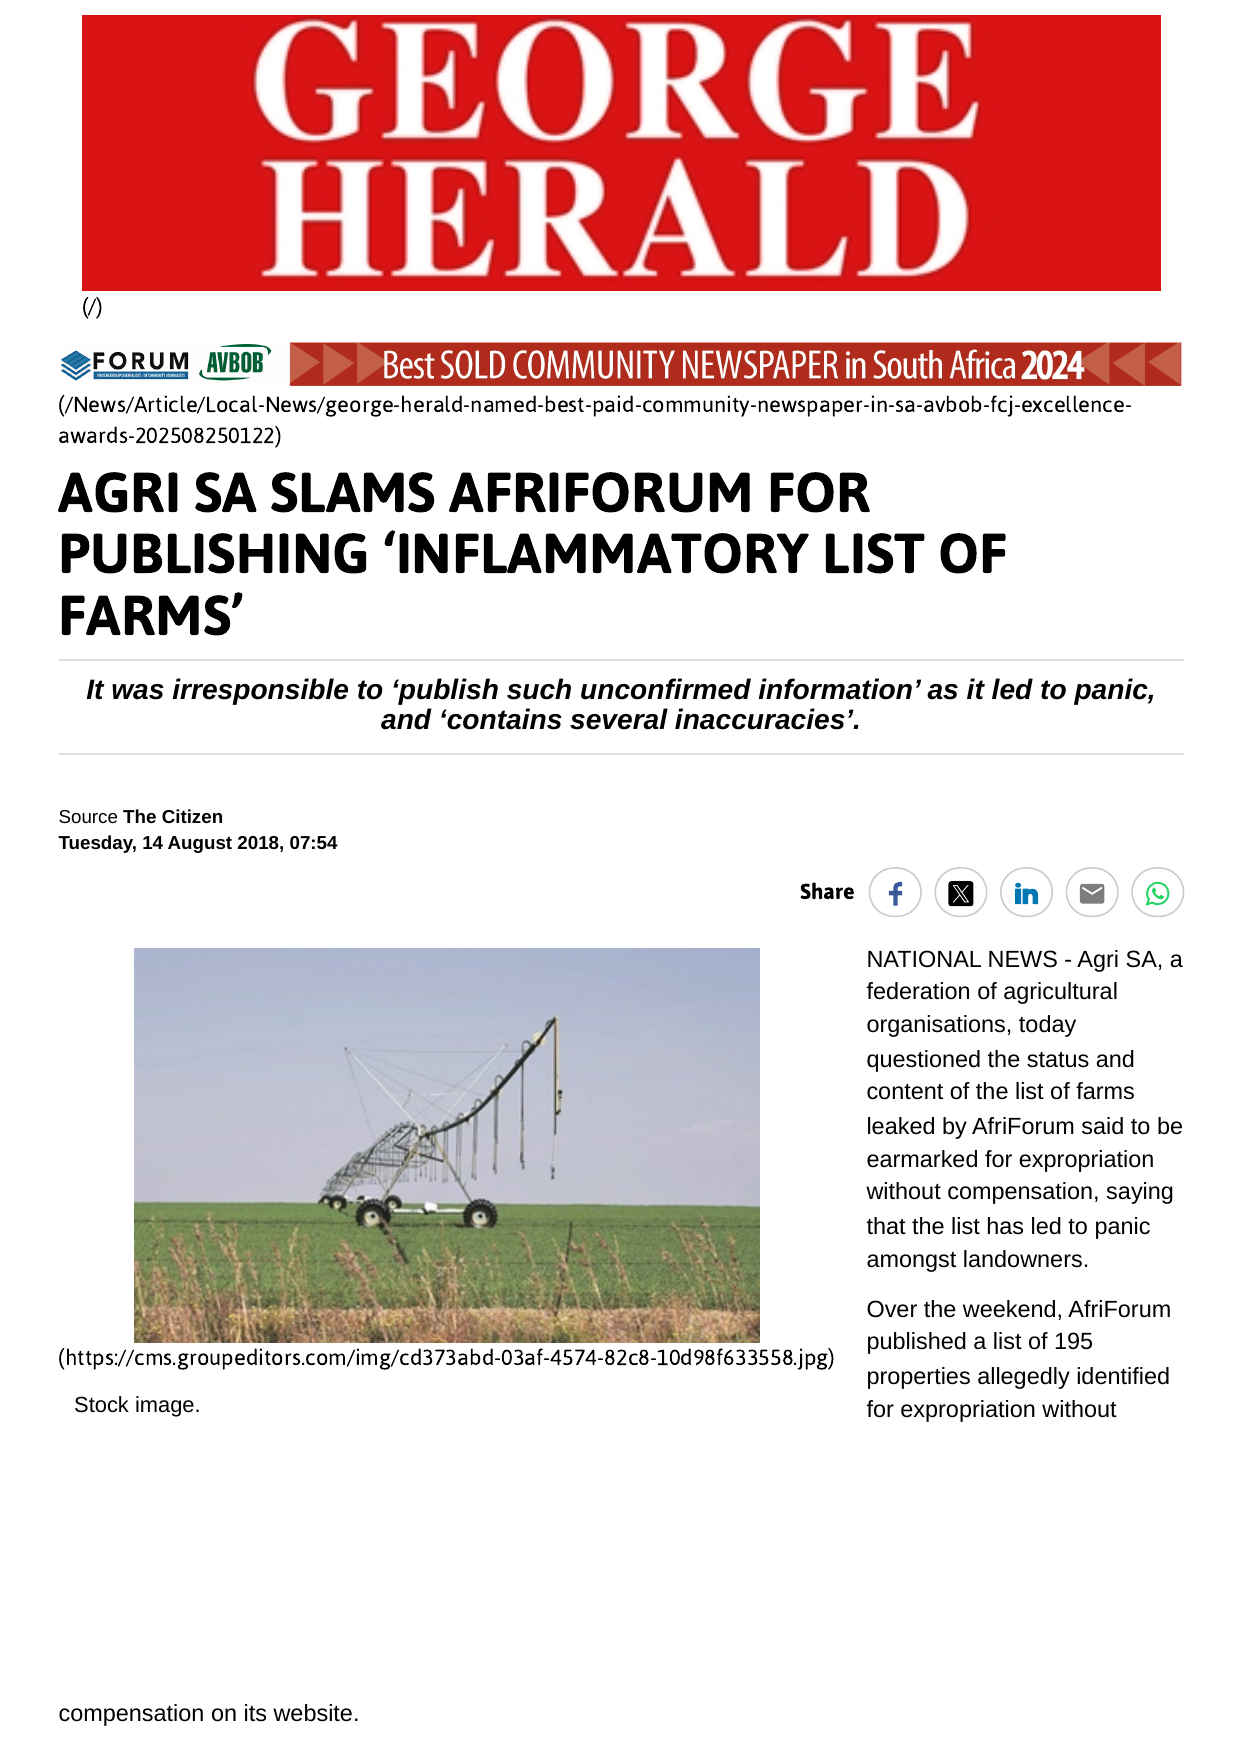 GEORGE
HERALD
(/)
FORUM AVBOB Best SOLD COMMUNITY NEWSPAPER in South Africa 2024
(/News/Article/Local-News/george-herald-named-best-paid-community-newspaper-in-sa-avbob-fcj-excellence-
awards-202508250122)
AGRI SA SLAMS AFRIFORUM FOR
PUBLISHING ‘INFLAMMATORY LIST OF
FARMS’
It was irresponsible to ‘publish such unconfirmed information’ as it led to panic,
and ‘contains several inaccuracies’.
Source The Citizen
Tuesday, 14 August 2018, 07:54
Share
(https://cms.groupeditors.com/img/cd373abd-03af-4574-82c8-10d98f633558.jpg)
Stock image.
NATIONAL NEWS - Agri SA, a
federation of agricultural
organisations, today
questioned the status and
content of the list of farms
leaked by AfriForum said to be
earmarked for expropriation
without compensation, saying
that the list has led to panic
amongst landowners.
Over the weekend, AfriForum
published a list of 195
properties allegedly identified
for expropriation without
compensation on its website.